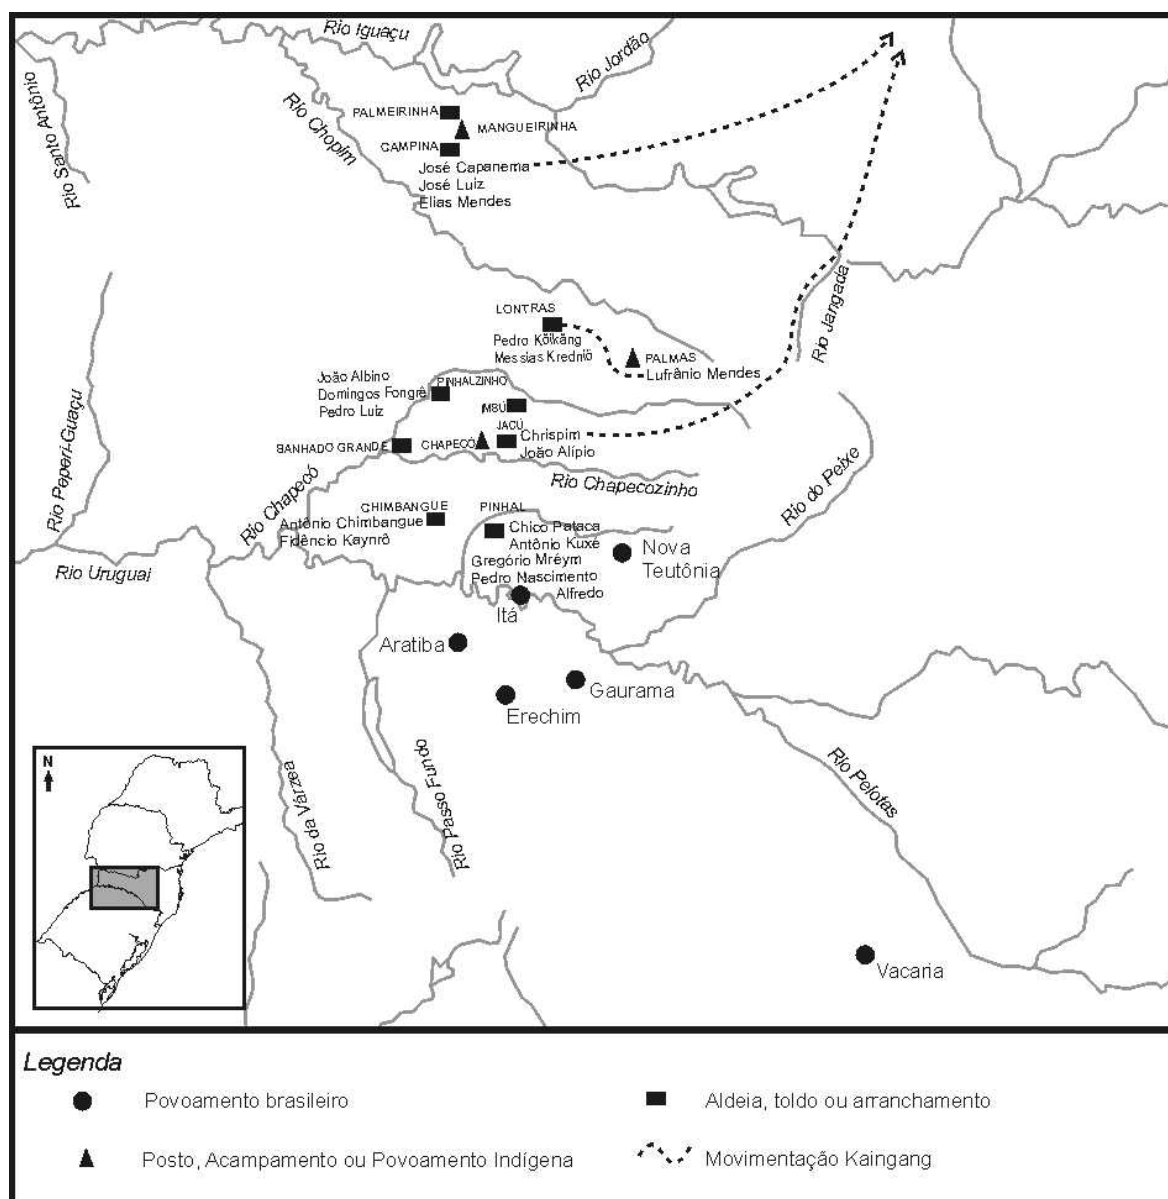 Rio Iguaçu
Rio Jordão
Rio Santo Antônio
Rio Chopim
PALMEIRINHA
MANGUEIRINHA
CAMPINA
José Capanema
José Luiz
Elias Mendes
Rio Jangada
LONTRAS
Pedro Kõikãng
Messias Kredniö
PALMAS
Lufrânio Mendes
João Albino
Domingos Fongrê
Pedro Luiz
PINHALZINHO
IMBÚ
JACÚ
Chrispim
João Alípio
BANHADO GRANDE
CHAPECÓ
Rio Chapecozinho
Rio Peperi-Guaçu
Rio Chapecó
Rio do Peixe
CHIMBANGUE
Antônio Chimbangue
Fidêncio Kaynrô
PINHAL
Chico Pataca
Antônio Kuxé
Gregório Mréym
Pedro Nascimento
Alfredo
Nova
Teutônia
Rio Uruguai
Itá
Aratiba
Gaurama
Erechim
Rio da Várzea
Rio Passo Fundo
Rio Pelotas
N
Vacaria
Legenda
Povoamento brasileiro
Aldeia, toldo ou arranchamento
Posto, Acampamento ou Povoamento Indígena
Movimentação Kaingang